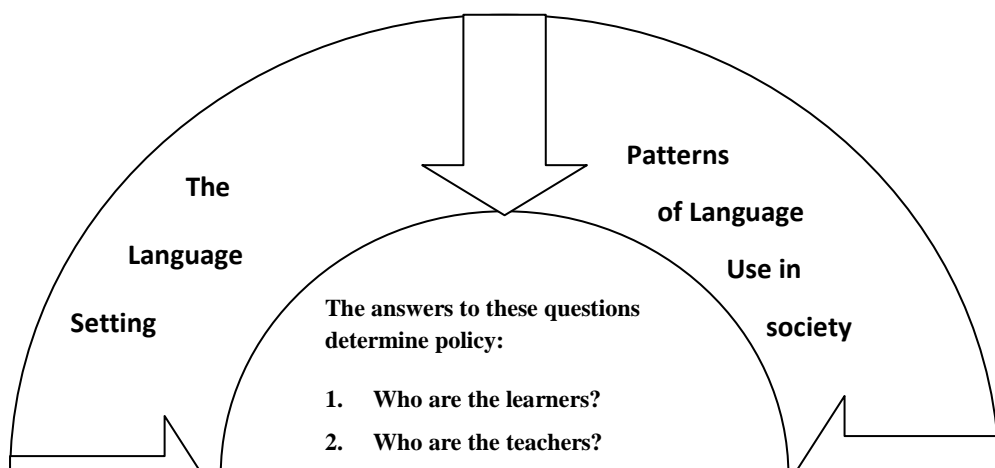 The
Language
Setting
Patterns
of Language
Use in
society
The answers to these questions
determine policy:
1. Who are the learners?
2. Who are the teachers?